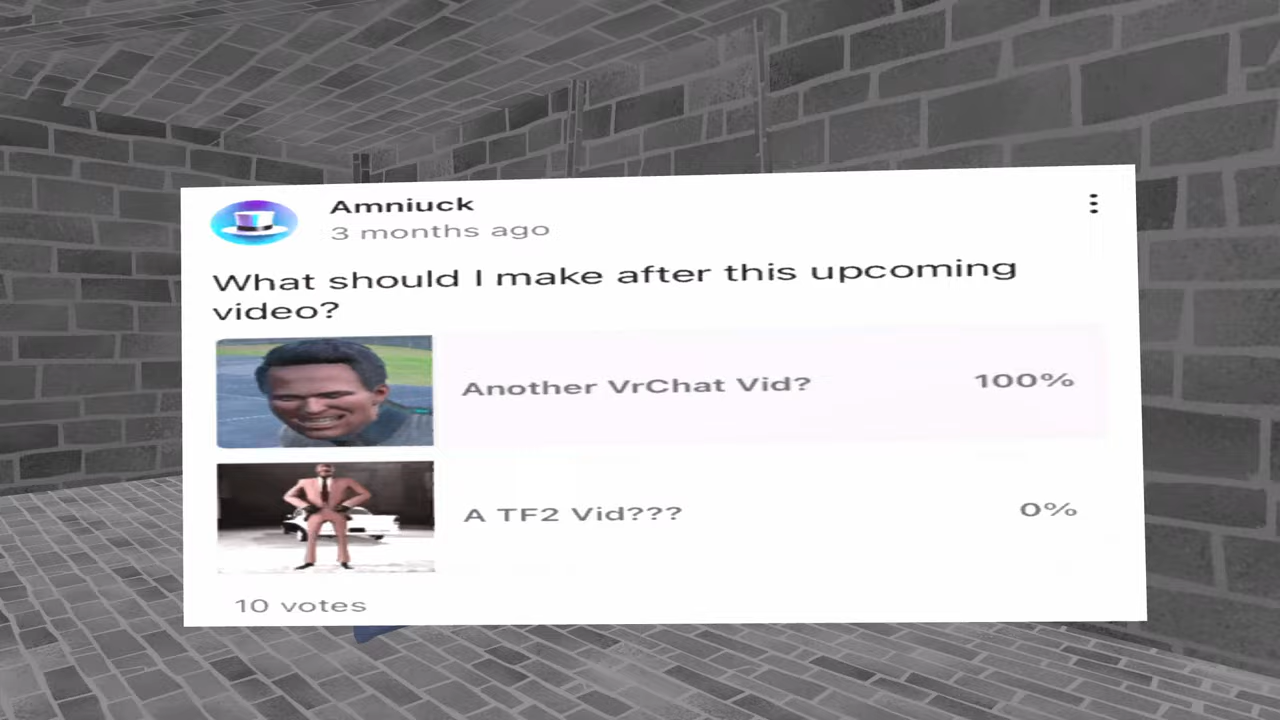 Amniuck
3 months ago
What should I make after this upcoming
video?
Another VrChat Vid?
100%
A TF2 Vid???
0%
10 votes